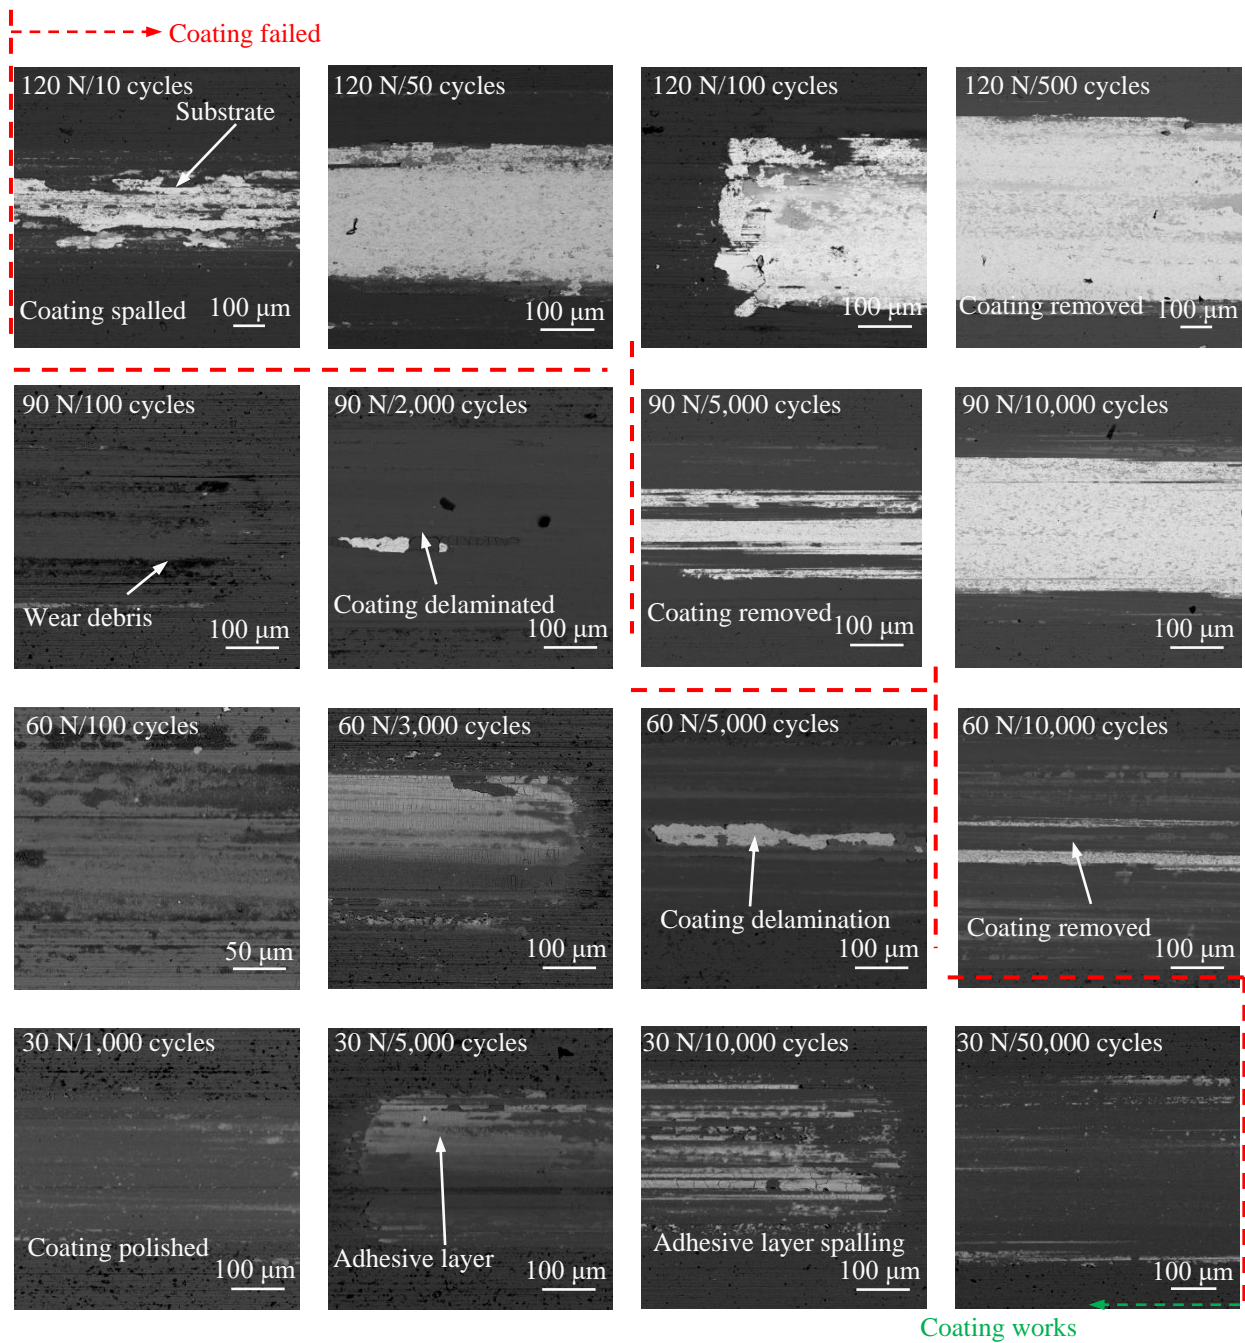 Coating failed
120 N/10 cycles
Substrate
Coating spalled
100 μm
120 N/50 cycles
100 μm
120 N/100 cycles
100 μm
120 N/500 cycles
Coating removed
100 μm
90 N/100 cycles
Wear debris
100 μm
90 N/2,000 cycles
Coating delaminated
100 μm
90 N/5,000 cycles
Coating removed
100 μm
90 N/10,000 cycles
100 μm
60 N/100 cycles
50 μm
60 N/3,000 cycles
100 μm
60 N/5,000 cycles
Coating delamination
100 μm
60 N/10,000 cycles
Coating removed
100 μm
30 N/1,000 cycles
Coating polished
100 μm
30 N/5,000 cycles
Adhesive layer
100 μm
30 N/10,000 cycles
Adhesive layer spalling
100 μm
30 N/50,000 cycles
100 μm
Coating works